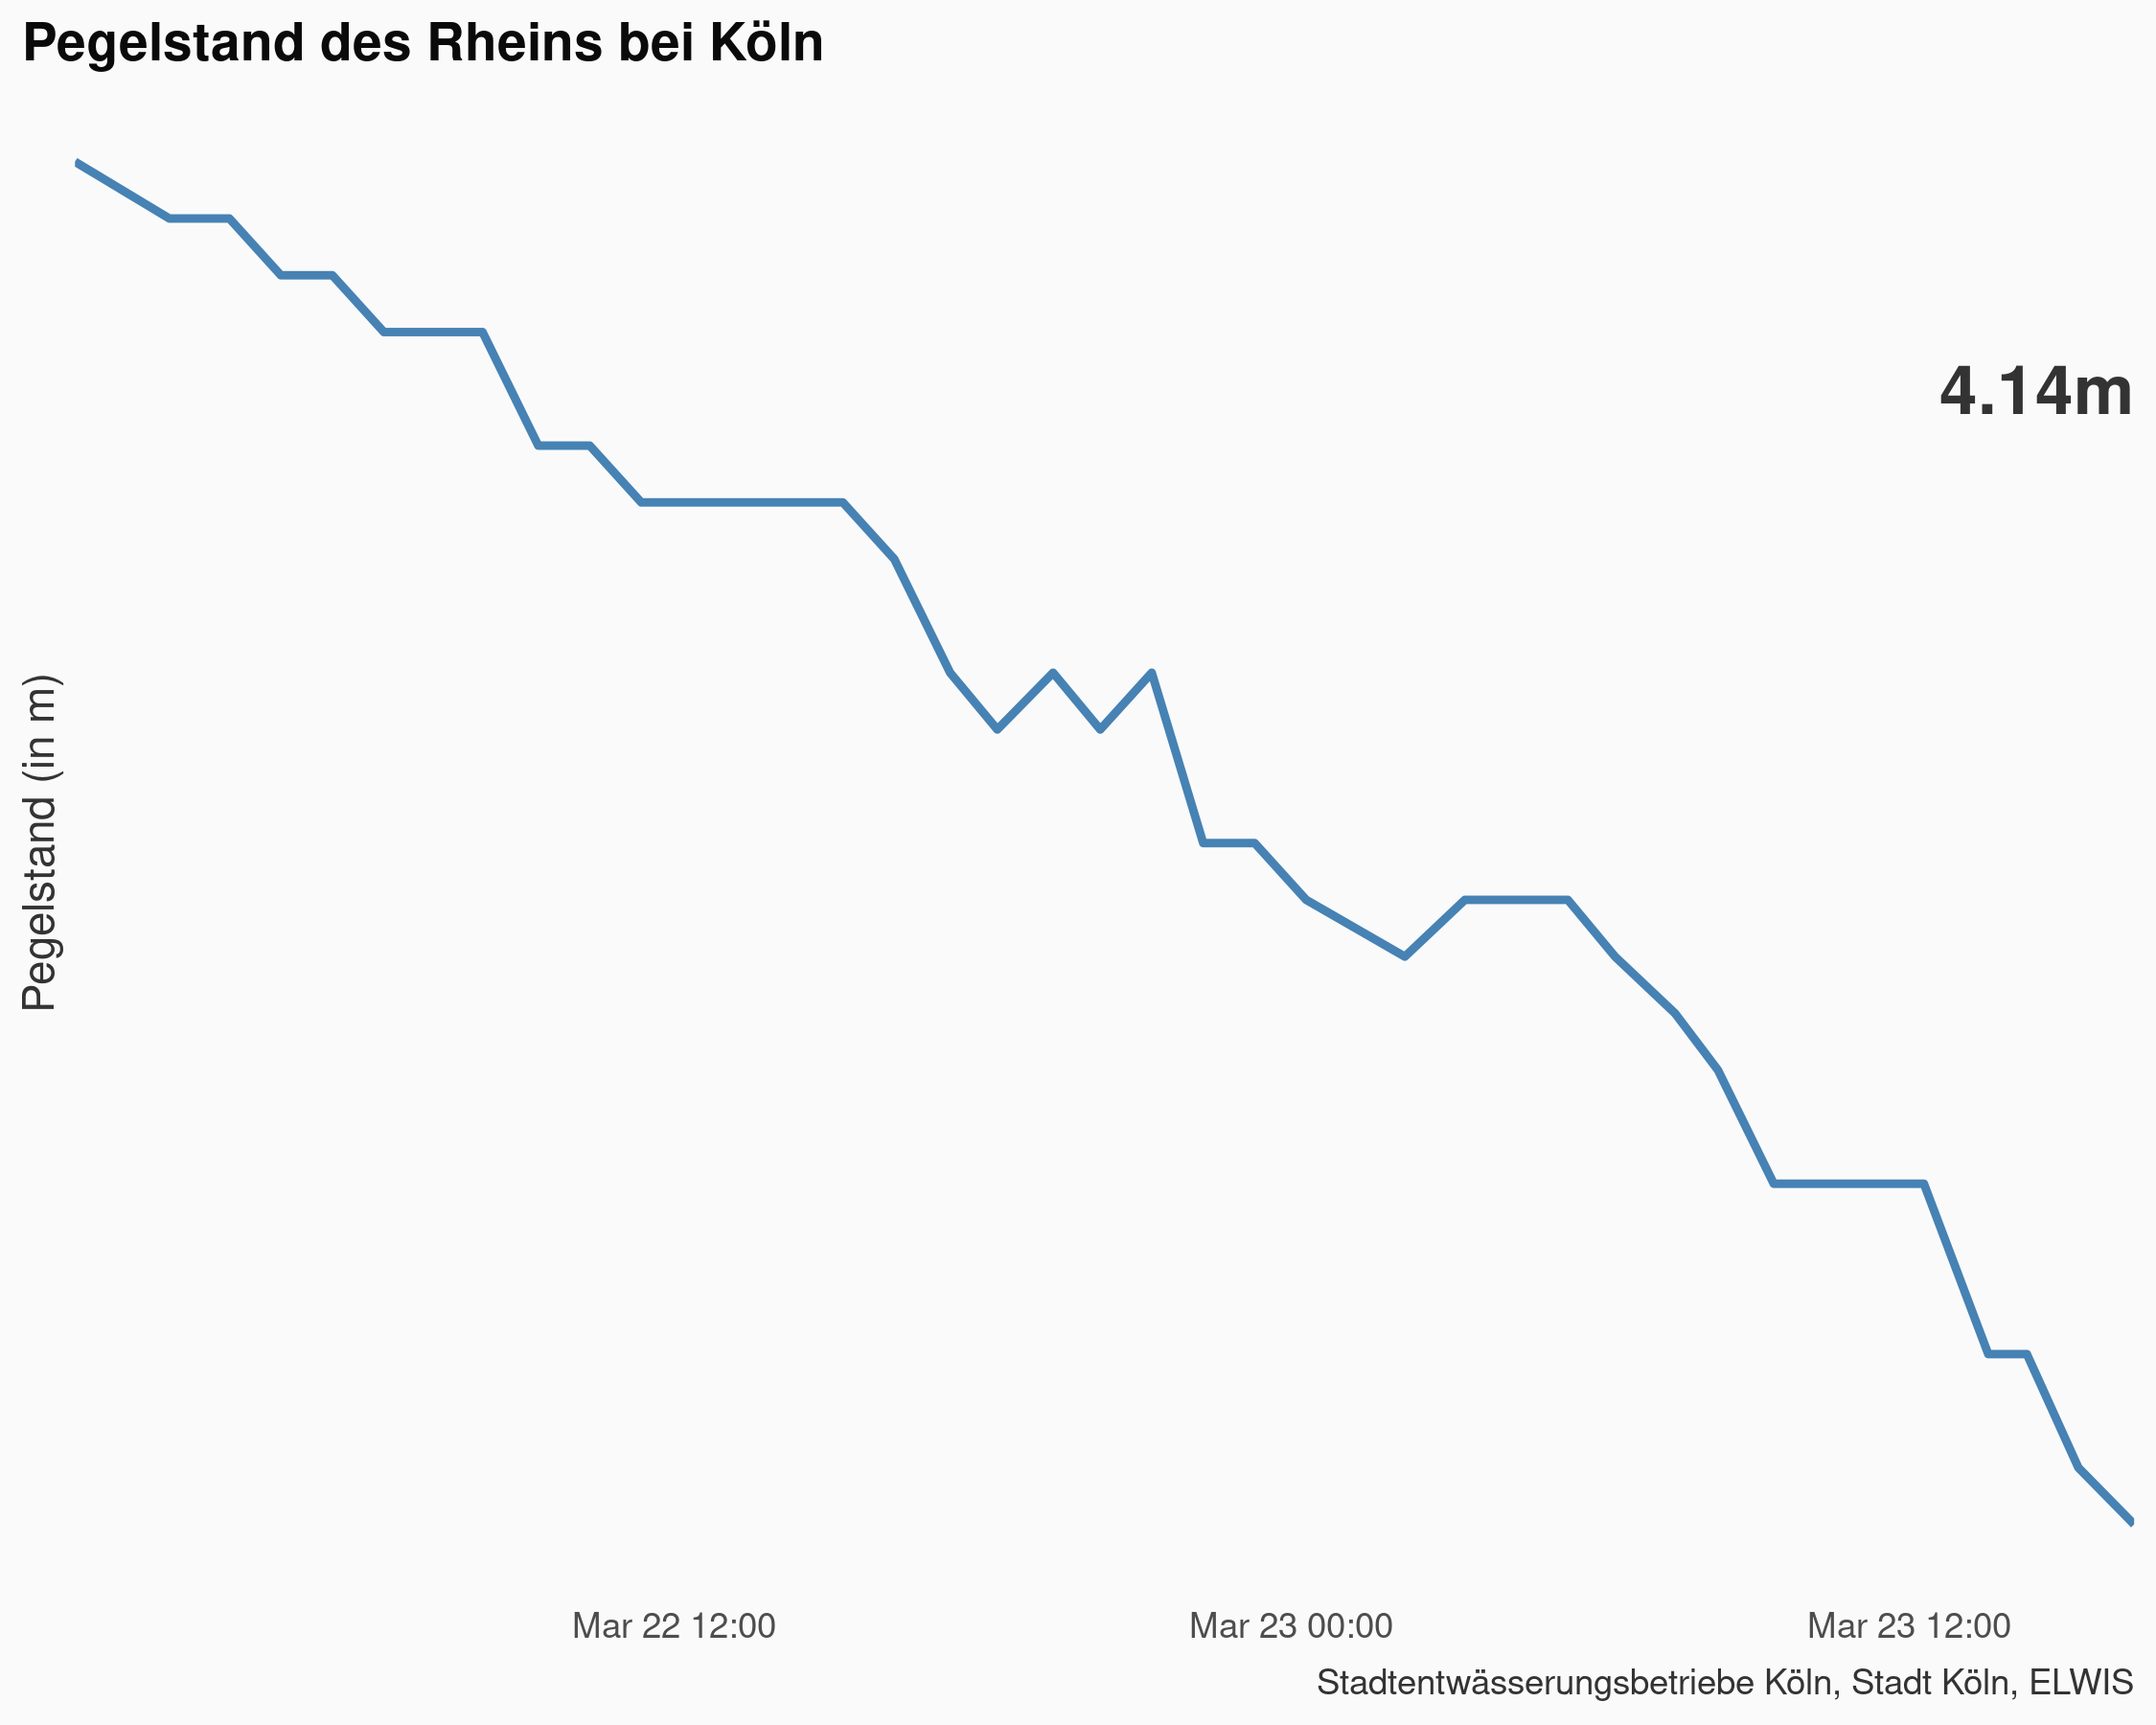 Pegelstand des Rheins bei Köln
4.14m
Pegelstand (in m)
Mar 22 12:00
Mar 23 00:00
Mar 23 12:00
Stadtentwässerungsbetriebe Köln, Stadt Köln, ELWIS